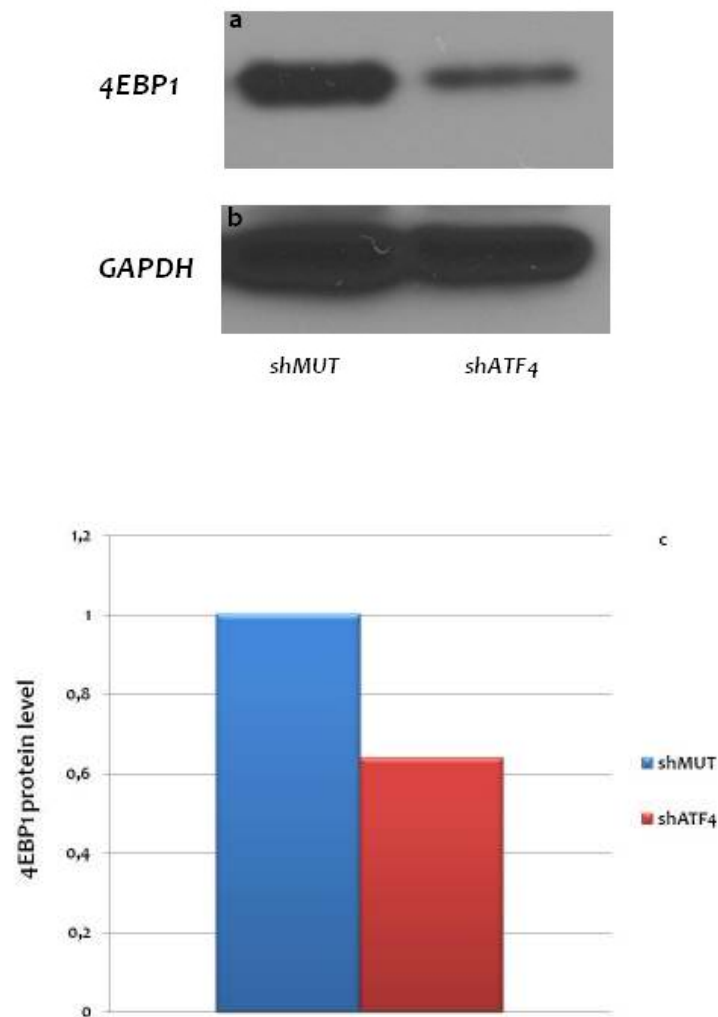 a
4EBP1
b
GAPDH
shMUT shATF4
c
1,2
1
0,8
0,6
0,4
0,2
0
4EBP1 protein level
shMUT
shATF4